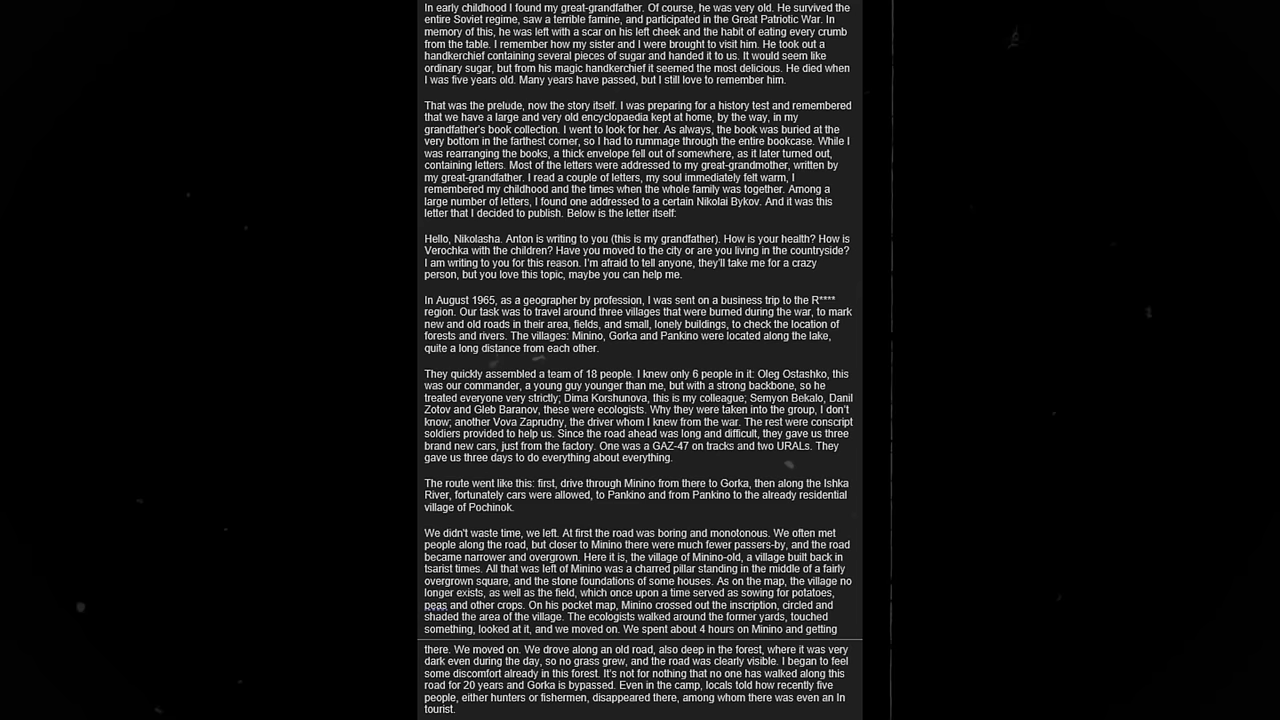 In early childhood I found my great-grandfather. Of course, he was very old. He survived the
entire Soviet regime, saw a terrible famine, and participated in the Great Patriotic War. In
memory of this, he was left with a scar on his left cheek and the habit of eating every crumb
from the table. I remember how my sister and I were brought to visit him. He took out a
handkerchief containing several pieces of sugar and handed it to us. It would seem like
ordinary sugar, but from his magic handkerchief it seemed the most delicious. He died when
I was five years old. Many years have passed, but I still love to remember him.
That was the prelude, now the story itself. I was preparing for a history test and remembered
that we have a large and very old encyclopaedia kept at home, by the way, in my
grandfather's book collection. I went to look for her. As always, the book was buried at the
very bottom in the farthest corner, so I had to rummage through the entire bookcase. While I
was rearranging the books, a thick envelope fell out of somewhere, as it later turned out,
containing letters. Most of the letters were addressed to my great-grandmother, written by
my great-grandfather. I read a couple of letters, my soul immediately felt warm, I
remembered my childhood and the times when the whole family was together. Among a
large number of letters, I found one addressed to a certain Nikolai Bykov. And it was this
letter that I decided to publish. Below is the letter itself:
Hello, Nikolasha. Anton is writing to you (this is my grandfather). How is your health? How is
Verochka with the children? Have you moved to the city or are you living in the countryside?
I am writing to you for this reason. I'm afraid to tell anyone, they'll take me for a crazy
person, but you love this topic, maybe you can help me.
In August 1965, as a geographer by profession, I was sent on a business trip to the R****
region. Our task was to travel around three villages that were burned during the war, to mark
new and old roads in their area, fields, and small, lonely buildings, to check the location of
forests and rivers. The villages: Minino, Gorka and Pankino were located along the lake,
quite a long distance from each other.
They quickly assembled a team of 18 people. I knew only 6 people in it: Oleg Ostashko, this
was our commander, a young guy younger than me, but with a strong backbone, so he
treated everyone very strictly; Dima Korshunova, this is my colleague; Semyon Bekalo, Danil
Zotov and Gleb Baranov, these were ecologists. Why they were taken into the group, I don't
know; another Vova Zaprudny, the driver whom I knew from the war. The rest were conscript
soldiers provided to help us. Since the road ahead was long and difficult, they gave us three
brand new cars, just from the factory. One was a GAZ-47 on tracks and two URALs. They
gave us three days to do everything about everything.
The route went like this: first, drive through Minino from there to Gorka, then along the Ishka
River, fortunately cars were allowed, to Pankino and from Pankino to the already residential
village of Pochinok.
We didn't waste time, we left. At first the road was boring and monotonous. We often met
people along the road, but closer to Minino there were much fewer passers-by, and the road
became narrower and overgrown. Here it is, the village of Minino-old, a village built back in
tsarist times. All that was left of Minino was a charred pillar standing in the middle of a fairly
overgrown square, and the stone foundations of some houses. As on the map, the village no
longer exists, as well as the field, which once upon a time served as sowing for potatoes,
peas and other crops. On his pocket map, Minino crossed out the inscription, circled and
shaded the area of the village. The ecologists walked around the former yards, touched
something, looked at it, and we moved on. We spent about 4 hours on Minino and getting
there. We moved on. We drove along an old road, also deep in the forest, where it was very
dark even during the day, so no grass grew, and the road was clearly visible. I began to feel
some discomfort already in this forest. It's not for nothing that no one has walked along this
road for 20 years and Gorka is bypassed. Even in the camp, locals told how recently five
people, either hunters or fishermen, disappeared there, among whom there was even an In
tourist.